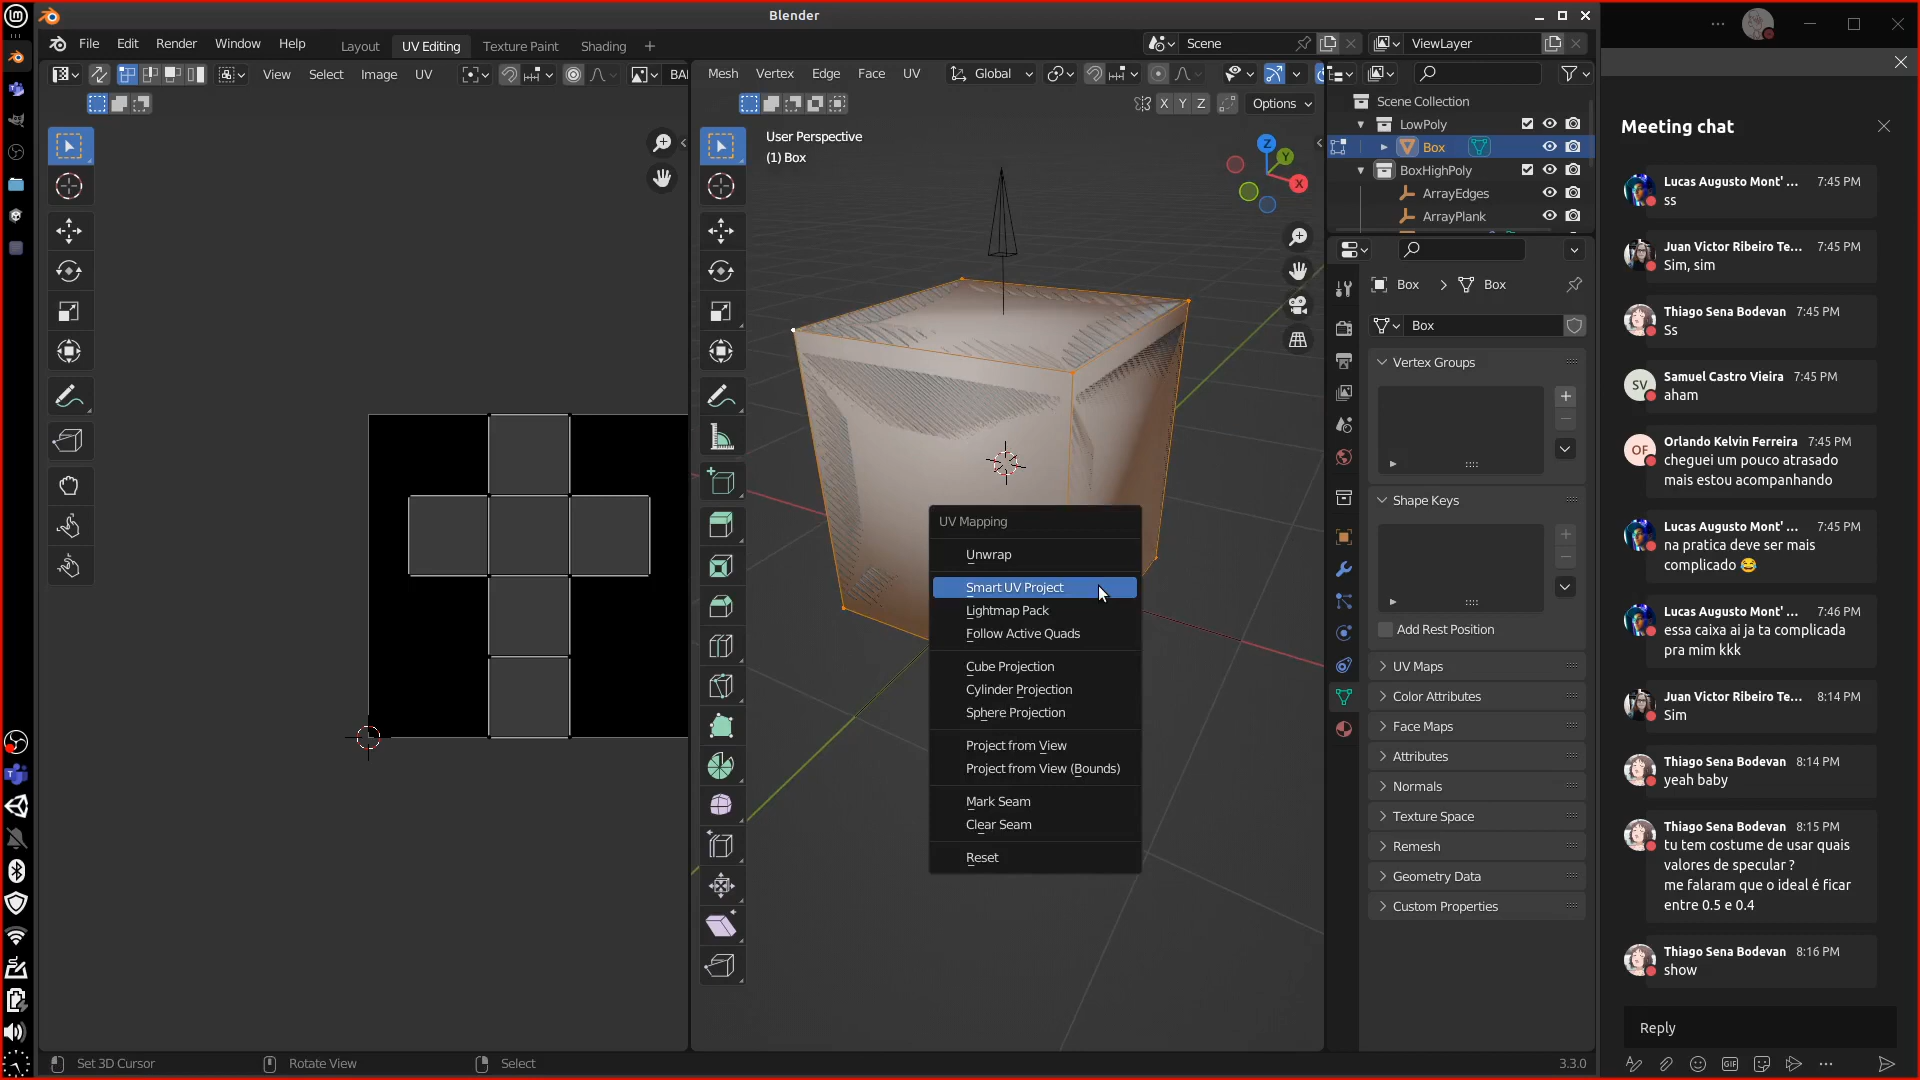 Blender
File Edit Render Window Help
Layout UV Editing Texture Paint Shading
Scene
ViewLayer
View Select Image UV
Mesh Vertex Edge Face UV
Global
X Y Z
Options
User Perspective
(1) Box
Z
Y
X
UV Mapping
Unwrap
Smart UV Project
Lightmap Pack
Follow Active Quads
Cube Projection
Cylinder Projection
Sphere Projection
Project from View
Project from View (Bounds)
Mark Seam
Clear Seam
Reset
Scene Collection
LowPoly
Box
BoxHighPoly
ArrayEdges
ArrayPlank
Box > Box
Box
Vertex Groups
Shape Keys
Add Rest Position
UV Maps
Color Attributes
Face Maps
Attributes
Normals
Texture Space
Remesh
Geometry Data
Custom Properties
Set 3D Cursor
Rotate View
Select
3.3.0
Meeting chat
Lucas Augusto Mont' ... 7:45 PM
ss
Juan Victor Ribeiro Te... 7:45 PM
Sim, sim
Thiago Sena Bodevan 7:45 PM
Ss
SV
Samuel Castro Vieira 7:45 PM
aham
OF
Orlando Kelvin Ferreira 7:45 PM
cheguei um pouco atrasado
mais estou acompanhando
Lucas Augusto Mont' ... 7:45 PM
na pratica deve ser mais
complicado 😂
Lucas Augusto Mont' ... 7:46 PM
essa caixa ai ja ta complicada
pra mim kkk
Juan Victor Ribeiro Te... 8:14 PM
Sim
Thiago Sena Bodevan 8:14 PM
yeah baby
Thiago Sena Bodevan 8:15 PM
tu tem costume de usar quais
valores de specular ?
me falaram que o ideal é ficar
entre 0.5 e 0.4
Thiago Sena Bodevan 8:16 PM
show
Reply
GIF